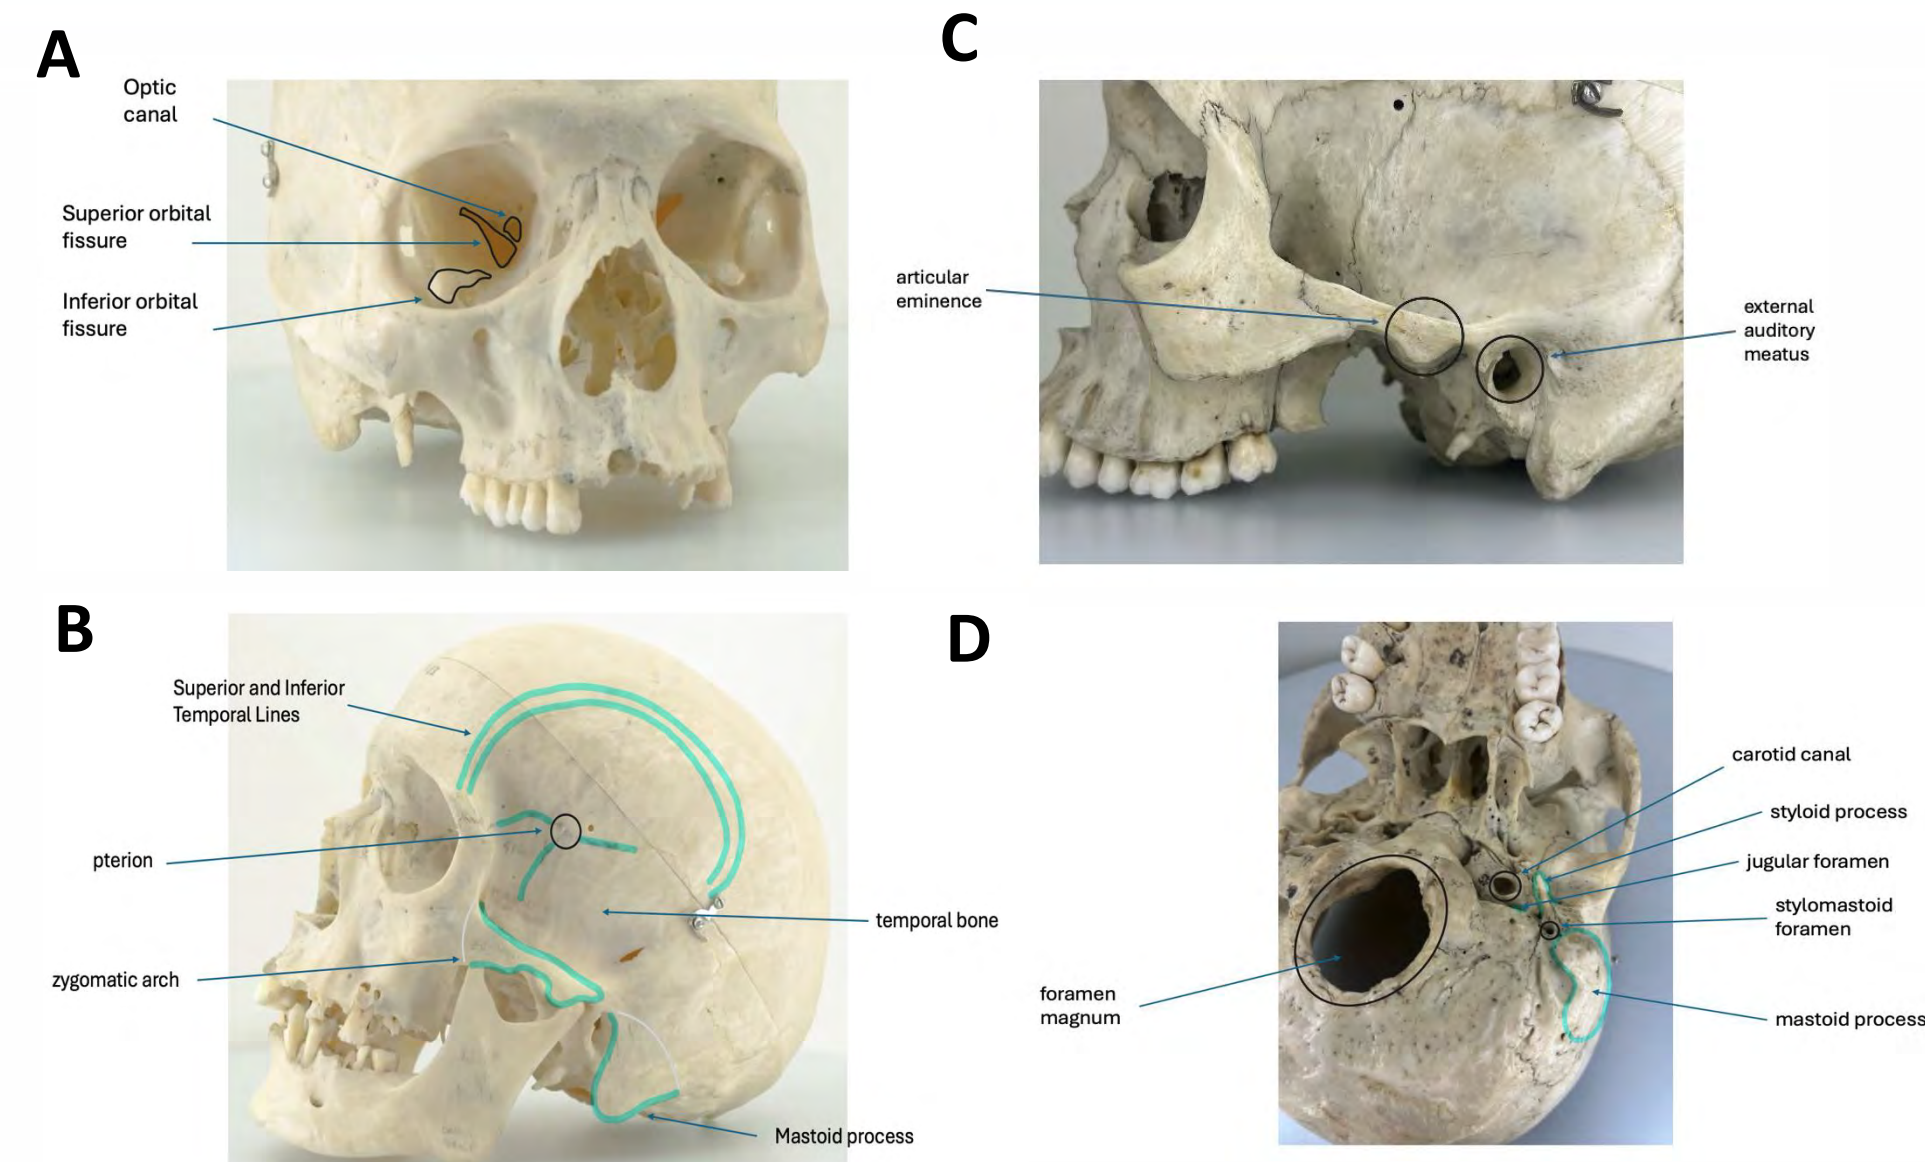 A
Optic
canal
Superior orbital
fissure
Inferior orbital
fissure
C
articular
eminence
external
auditory
meatus
B
Superior and Inferior
Temporal Lines
pterion
temporal bone
zygomatic arch
Mastoid process
D
carotid canal
styloid process
jugular foramen
stylomastoid
foramen
foramen
magnum
mastoid process